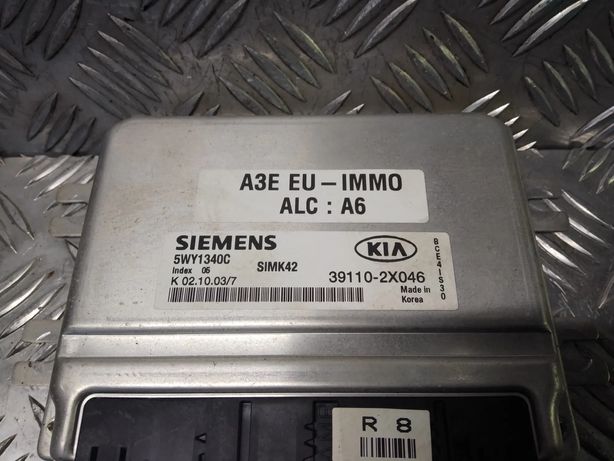 A3E EU-IMMO
ALC : A6
SIEMENS
5WY1340C
Index 06
SIMK42
K 02.10.03/7
KIA
39110-2X046
Made in
Korea
BCE4IS30
R 8